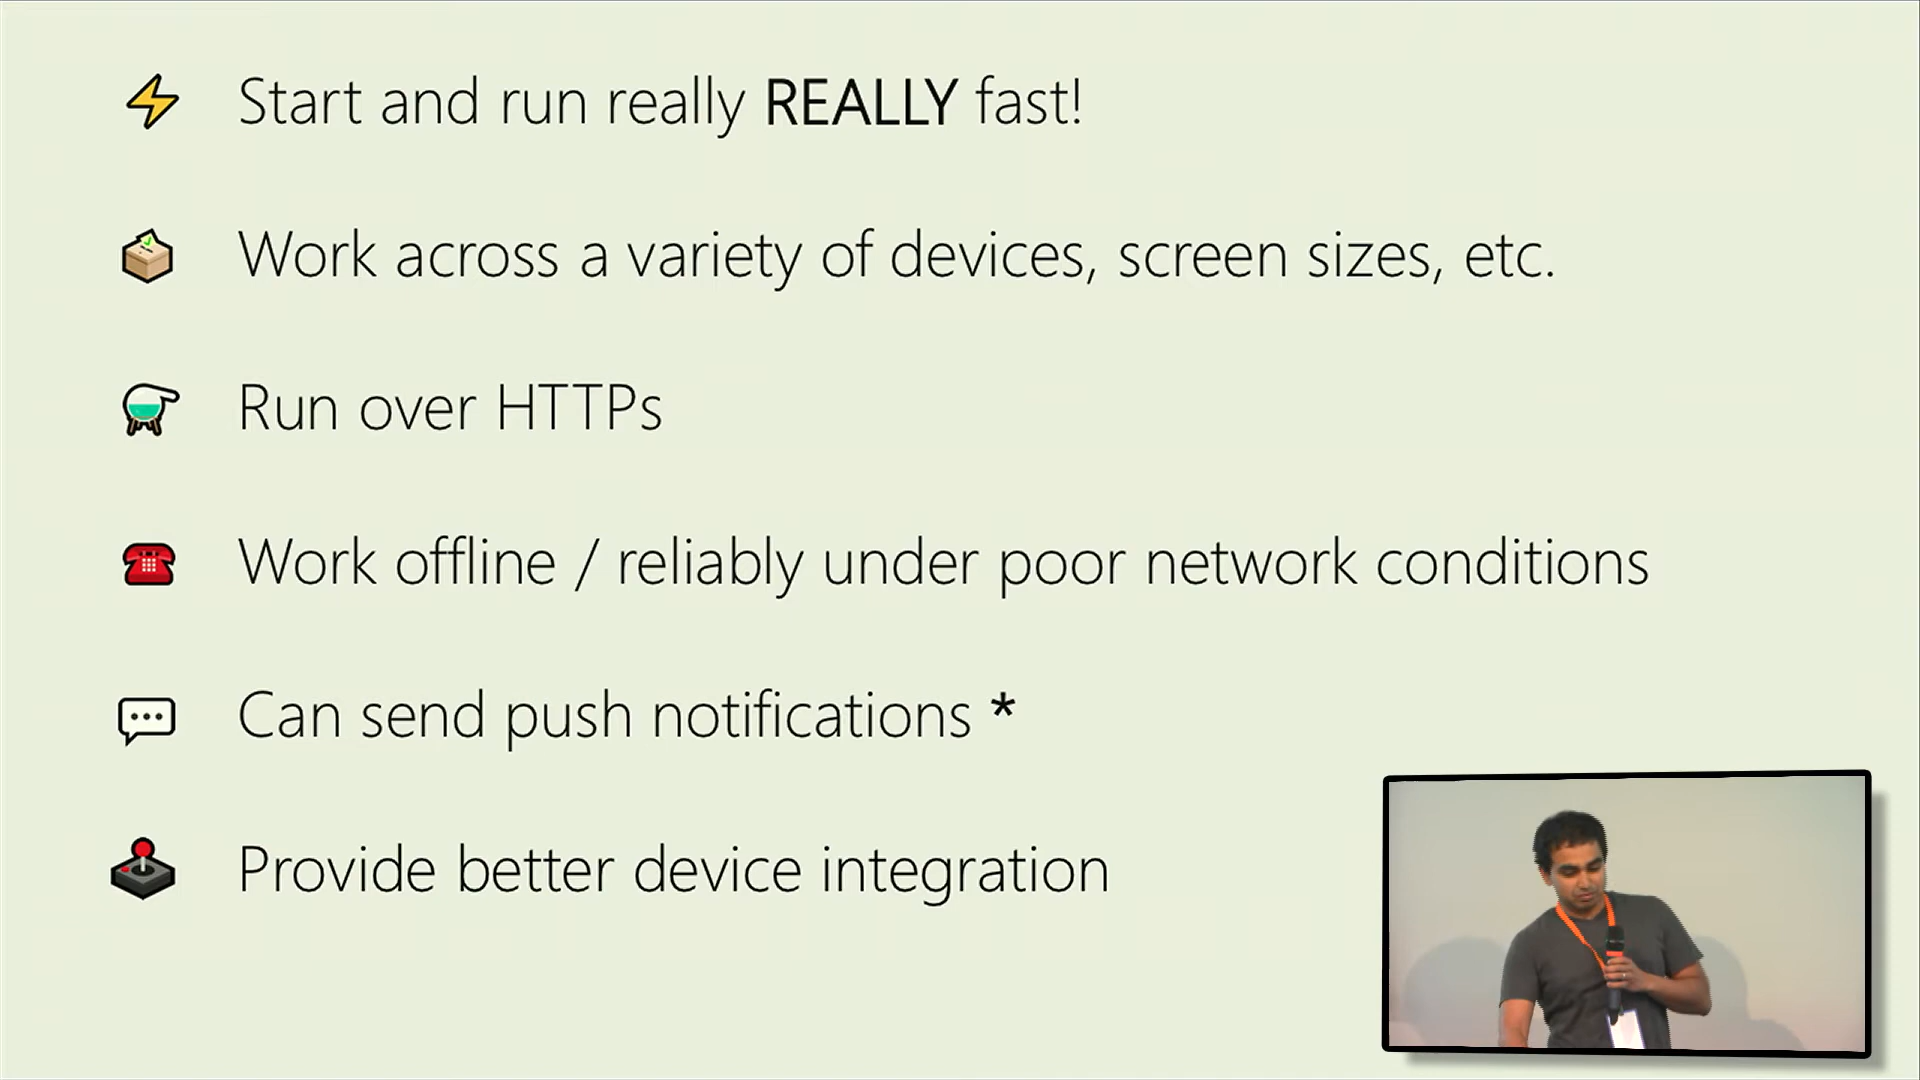 Start and run really REALLY fast!
Work across a variety of devices, screen sizes, etc.
Run over HTTPs
Work offline / reliably under poor network conditions
Can send push notifications *
Provide better device integration